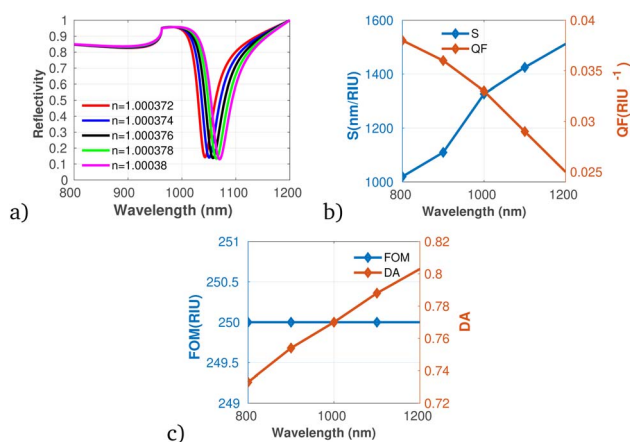 a)
Reflectivity
1
0.9
0.8
0.7
0.6
0.5
0.4
0.3
0.2
0.1
0
n=1.000372
n=1.000374
n=1.000376
n=1.000378
n=1.00038
800 900 1000 1100 1200
Wavelength (nm)
b)
S(nm/RIU)
1600
1400
1200
1000
S
QF
0.04
0.035
0.03
0.025
QF(RIU⁻¹)
800 900 1000 1100 1200
Wavelength (nm)
c)
FOM(RIU)
251
250.5
250
249.5
249
FOM
DA
0.82
0.8
0.78
0.76
0.74
0.72
DA
800 900 1000 1100 1200
Wavelength (nm)